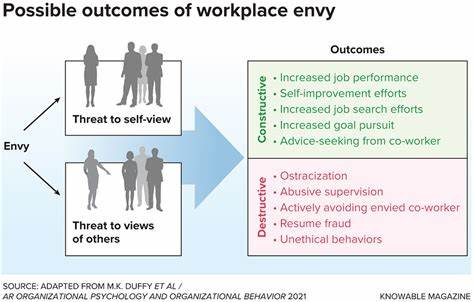 Possible outcomes of workplace envy
Outcomes
Envy
Threat to self-view
Threat to views
of others
Constructive
• Increased job performance
• Self-improvement efforts
• Increased job search efforts
• Increased goal pursuit
• Advice-seeking from co-worker
Destructive
• Ostracization
• Abusive supervision
• Actively avoiding envied co-worker
• Resume fraud
• Unethical behaviors
SOURCE: ADAPTED FROM M.K. DUFFY ET AL /
AR ORGANIZATIONAL PSYCHOLOGY AND ORGANIZATIONAL BEHAVIOR 2021
KNOWABLE MAGAZINE